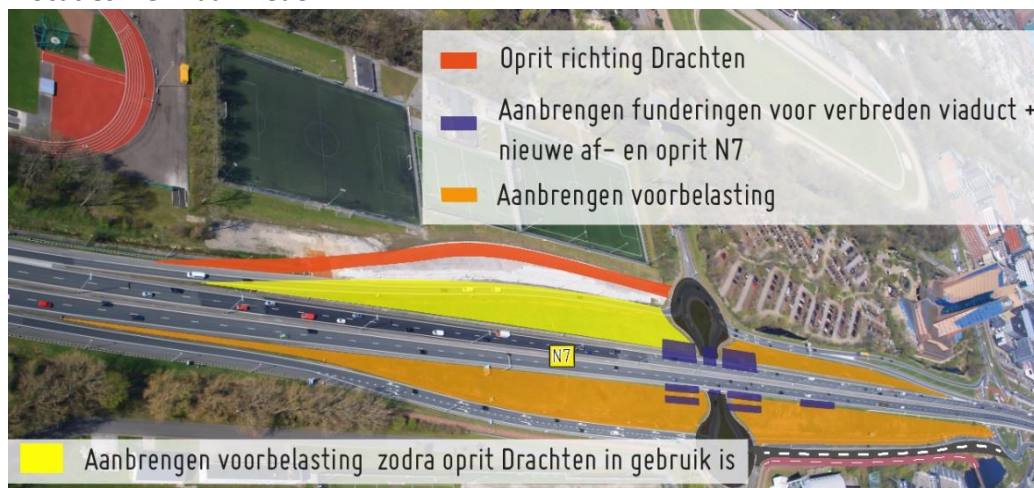 Oprit richting Drachten
Aanbrengen funderingen voor verbreden viaduct +
nieuwe af- en oprit N7
Aanbrengen voorbelasting
N7
Aanbrengen voorbelasting zodra oprit Drachten in gebruik is